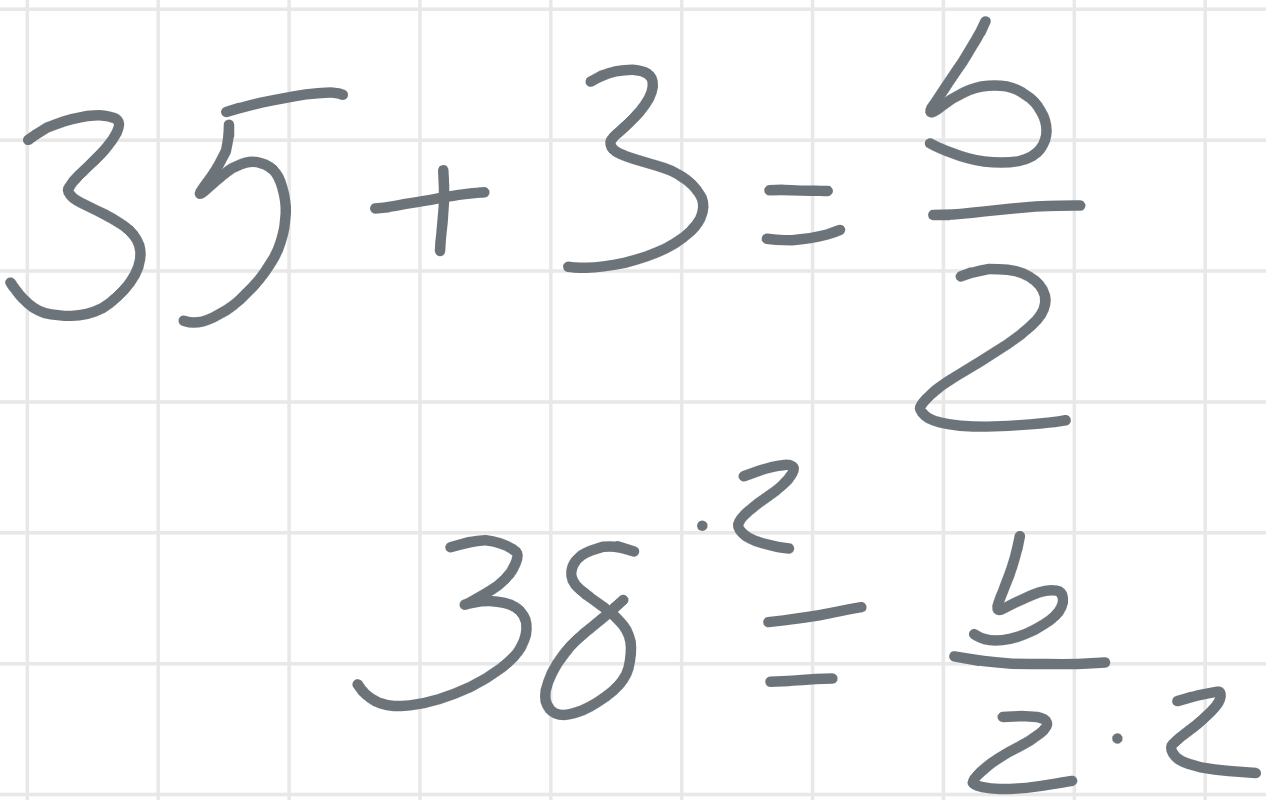 35 + 3 = b/2
38 · 2 = b/2 · 2